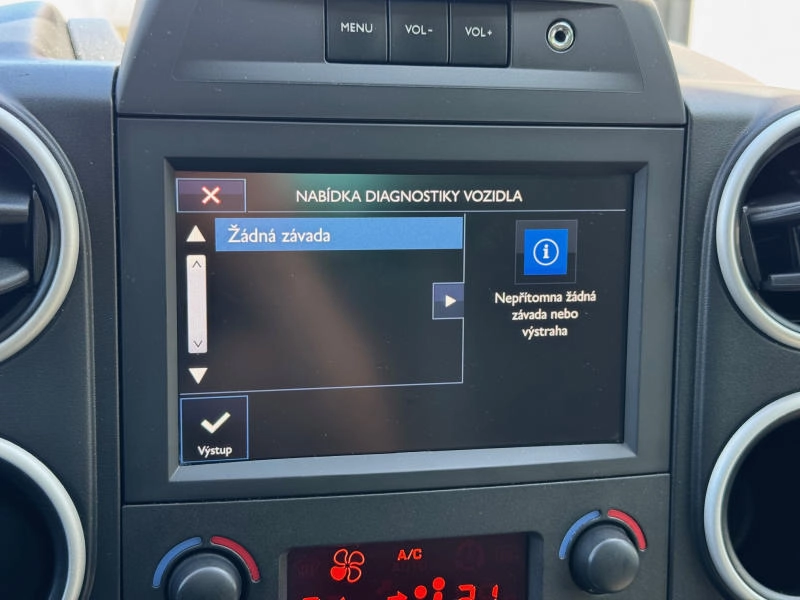 MENU
VOL-
VOL+
NABÍDKA DIAGNOSTIKY VOZIDLA
Žádná závada
Nepřítomna žádná
závada nebo
výstraha
Výstup
A/C